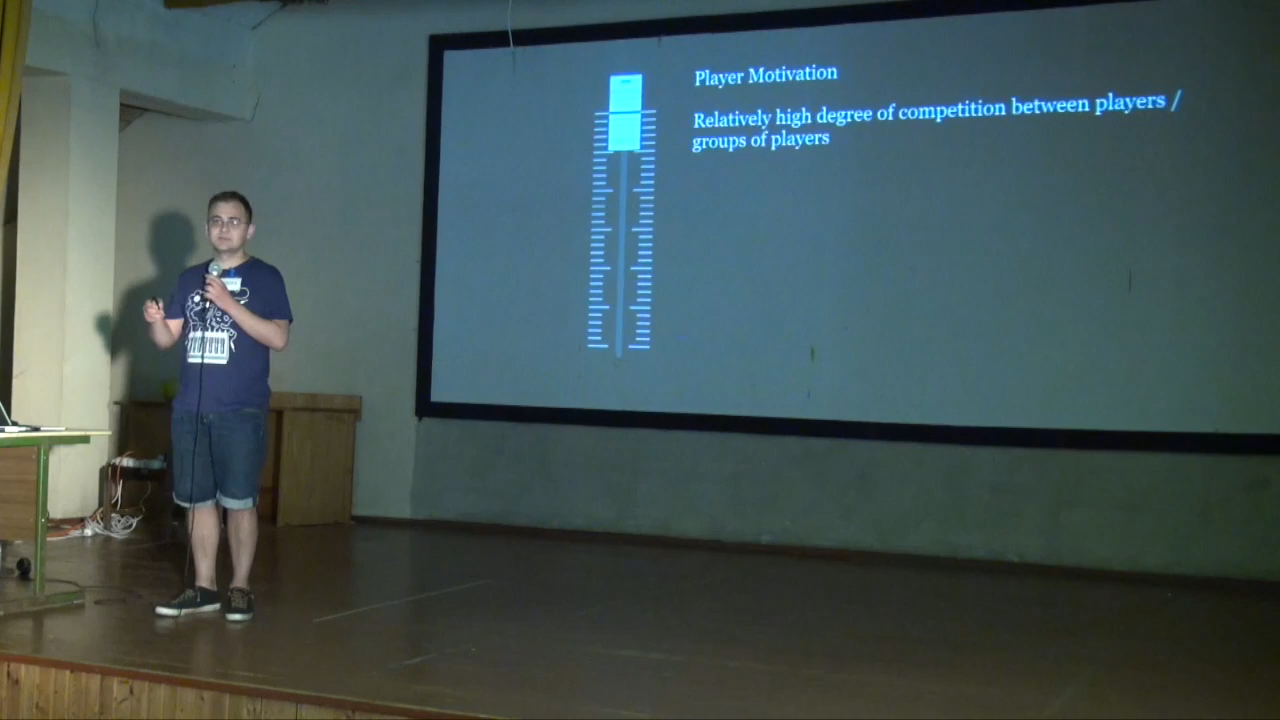 Player Motivation
Relatively high degree of competition between players /
groups of players